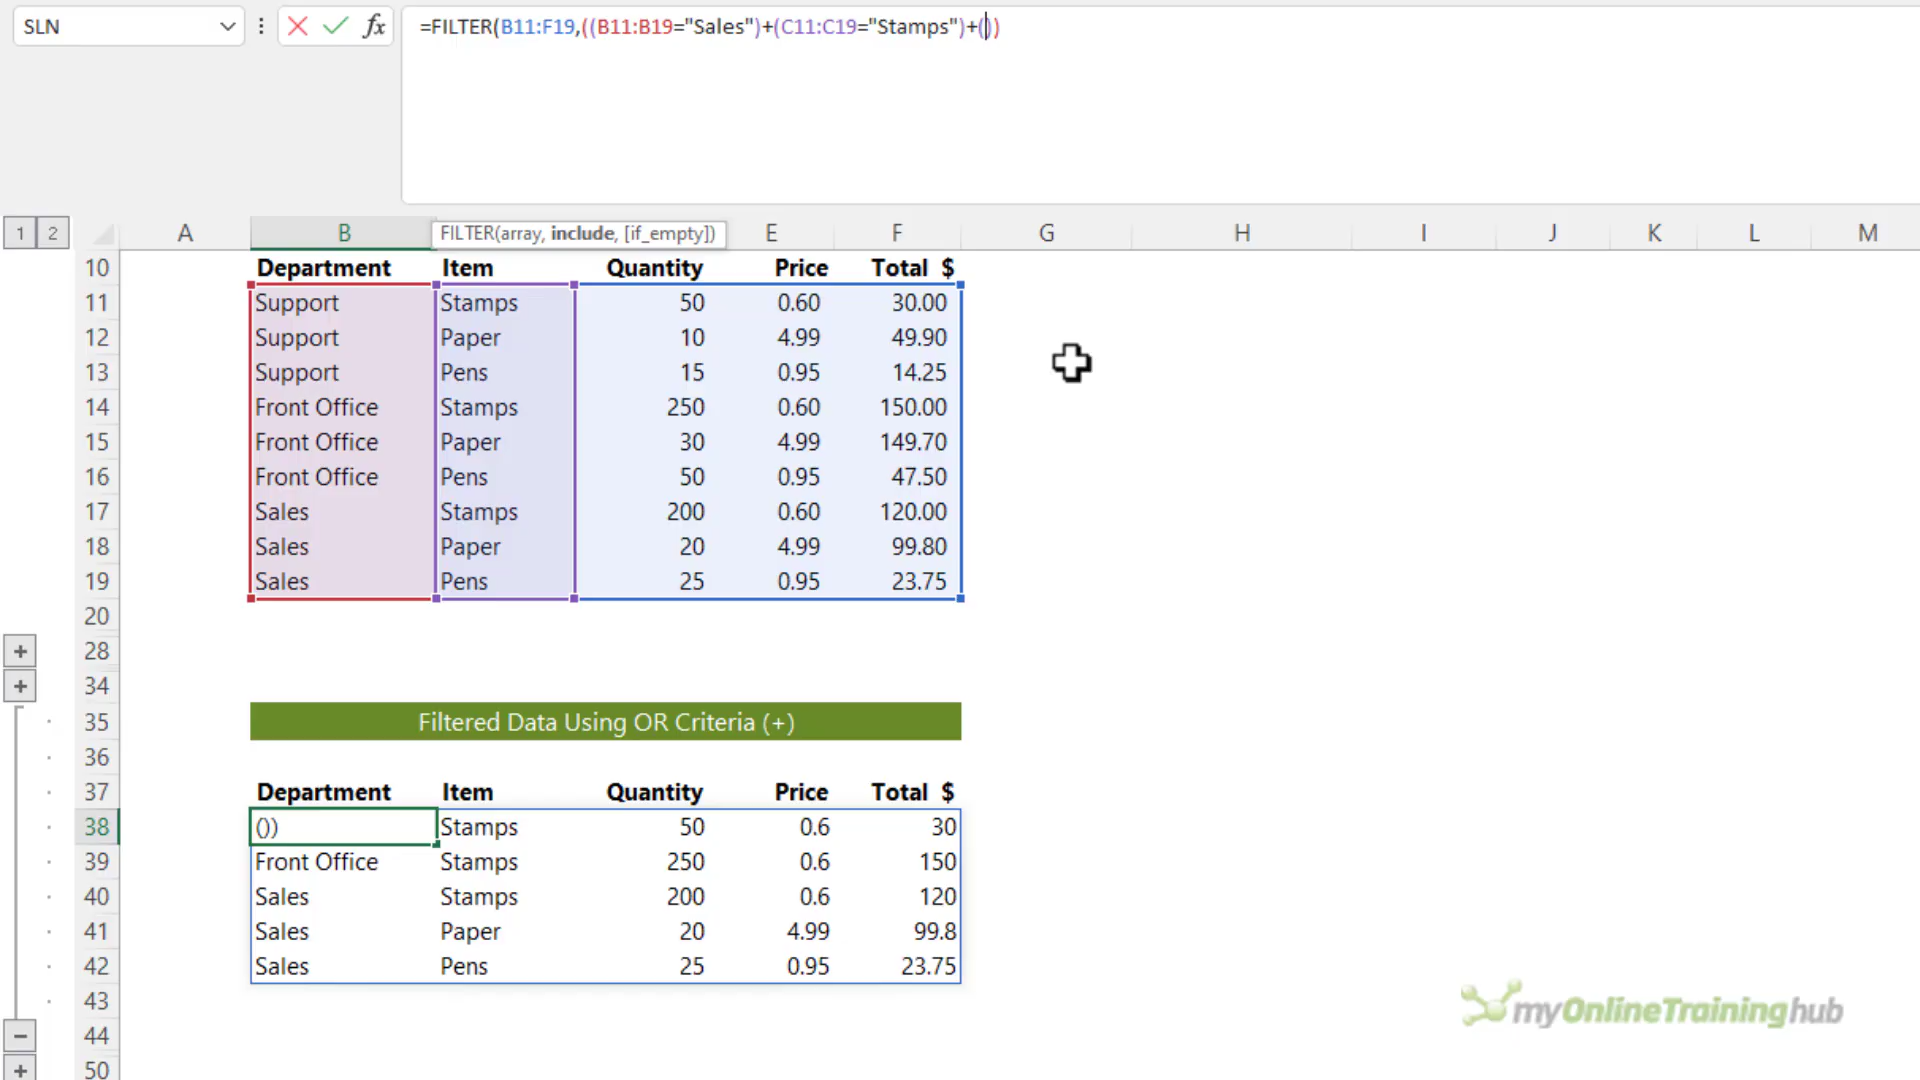 SLN fx =FILTER(B11:F19,((B11:B19="Sales")+(C11:C19="Stamps")+())
1 2 A B FILTER(array, include, [if_empty]) E F G H I J K L M
10 Department Item Quantity Price Total $
11 Support Stamps 50 0.60 30.00
12 Support Paper 10 4.99 49.90
13 Support Pens 15 0.95 14.25
14 Front Office Stamps 250 0.60 150.00
15 Front Office Paper 30 4.99 149.70
16 Front Office Pens 50 0.95 47.50
17 Sales Stamps 200 0.60 120.00
18 Sales Paper 20 4.99 99.80
19 Sales Pens 25 0.95 23.75
20
28
34
35 Filtered Data Using OR Criteria (+)
36
37 Department Item Quantity Price Total $
38 ()) Stamps 50 0.6 30
39 Front Office Stamps 250 0.6 150
40 Sales Stamps 200 0.6 120
41 Sales Paper 20 4.99 99.8
42 Sales Pens 25 0.95 23.75
43
44
50
myOnlineTraininghub